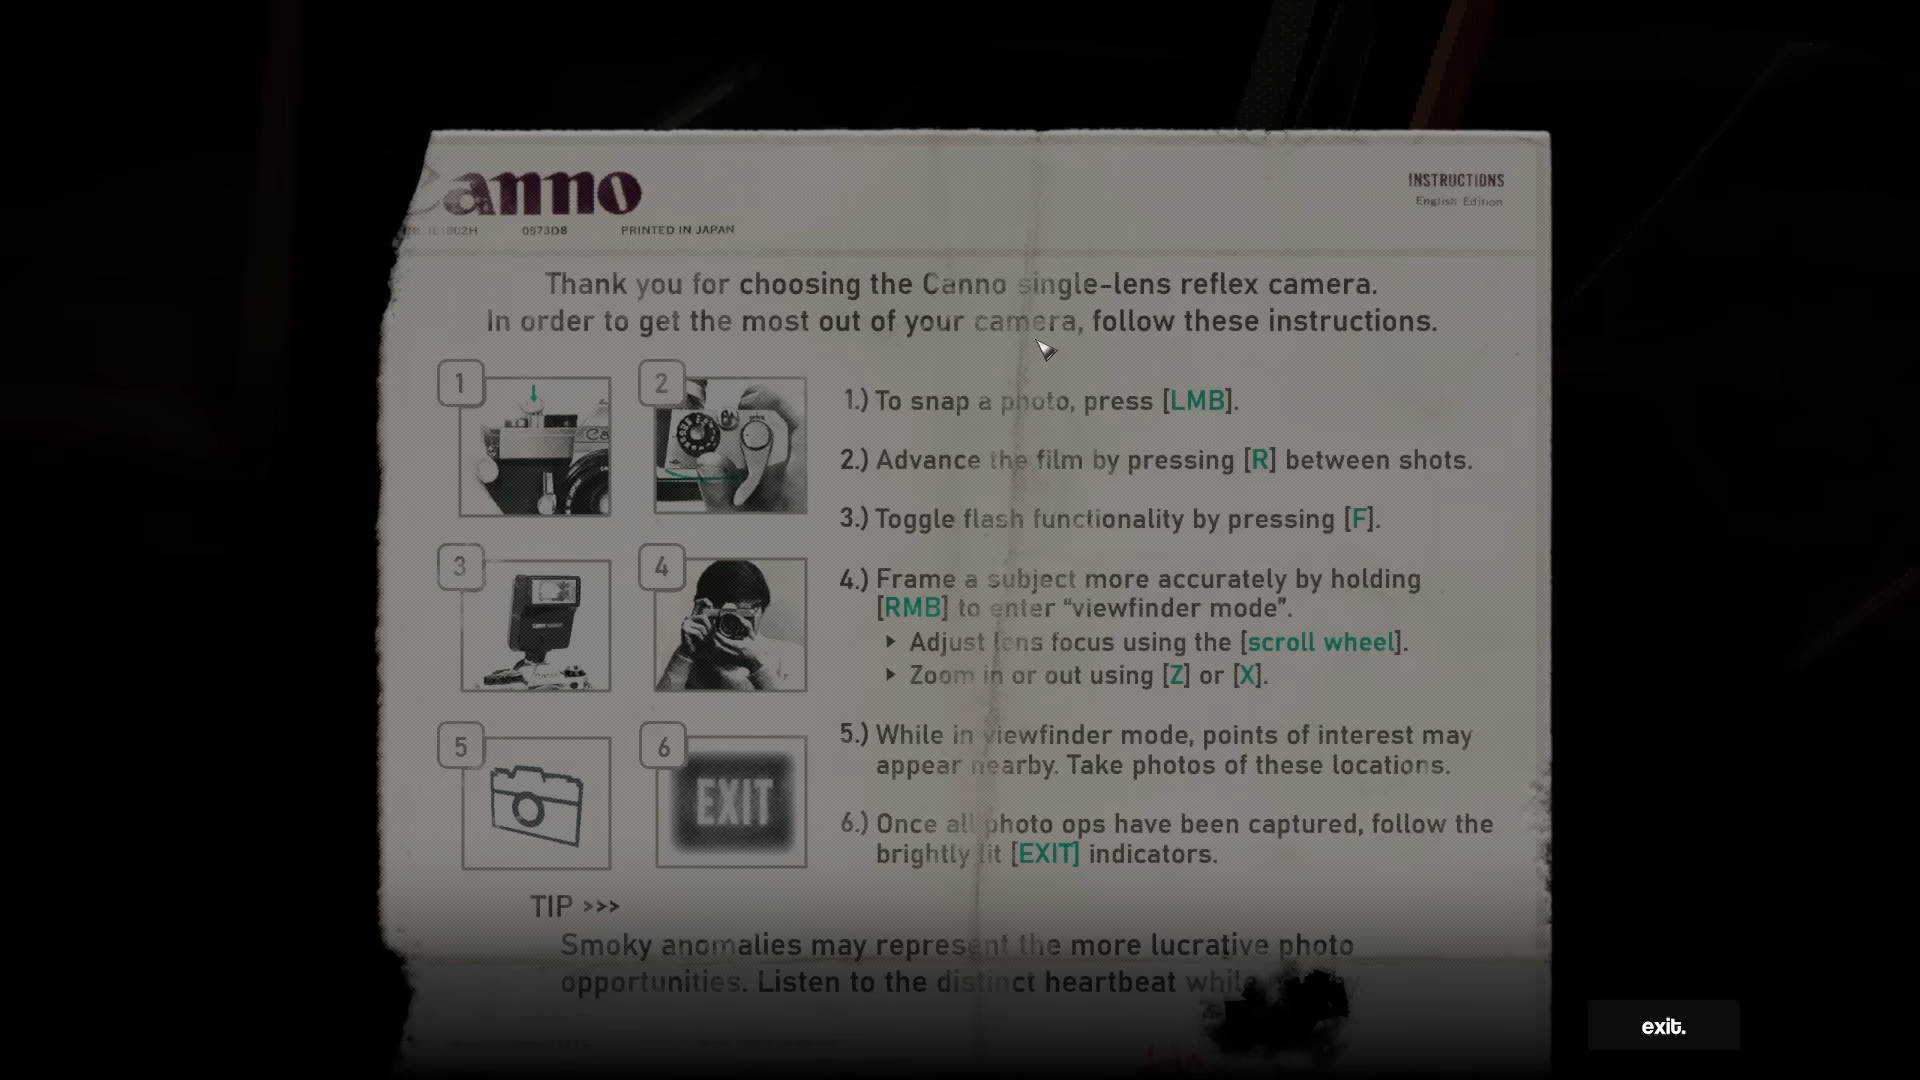 Canno
INSTRUCTIONS
English Edition
1002H 0573D8 PRINTED IN JAPAN
Thank you for choosing the Canno single-lens reflex camera.
In order to get the most out of your camera, follow these instructions.
1
2
3
4
5
6
EXIT
1.) To snap a photo, press [LMB].
2.) Advance the film by pressing [R] between shots.
3.) Toggle flash functionality by pressing [F].
4.) Frame a subject more accurately by holding
[RMB] to enter “viewfinder mode”.
▸ Adjust lens focus using the [scroll wheel].
▸ Zoom in or out using [Z] or [X].
5.) While in viewfinder mode, points of interest may
appear nearby. Take photos of these locations.
6.) Once all photo ops have been captured, follow the
brightly lit [EXIT] indicators.
TIP >>>
Smoky anomalies may represent the more lucrative photo
opportunities. Listen to the distinct heartbeat while
exit.